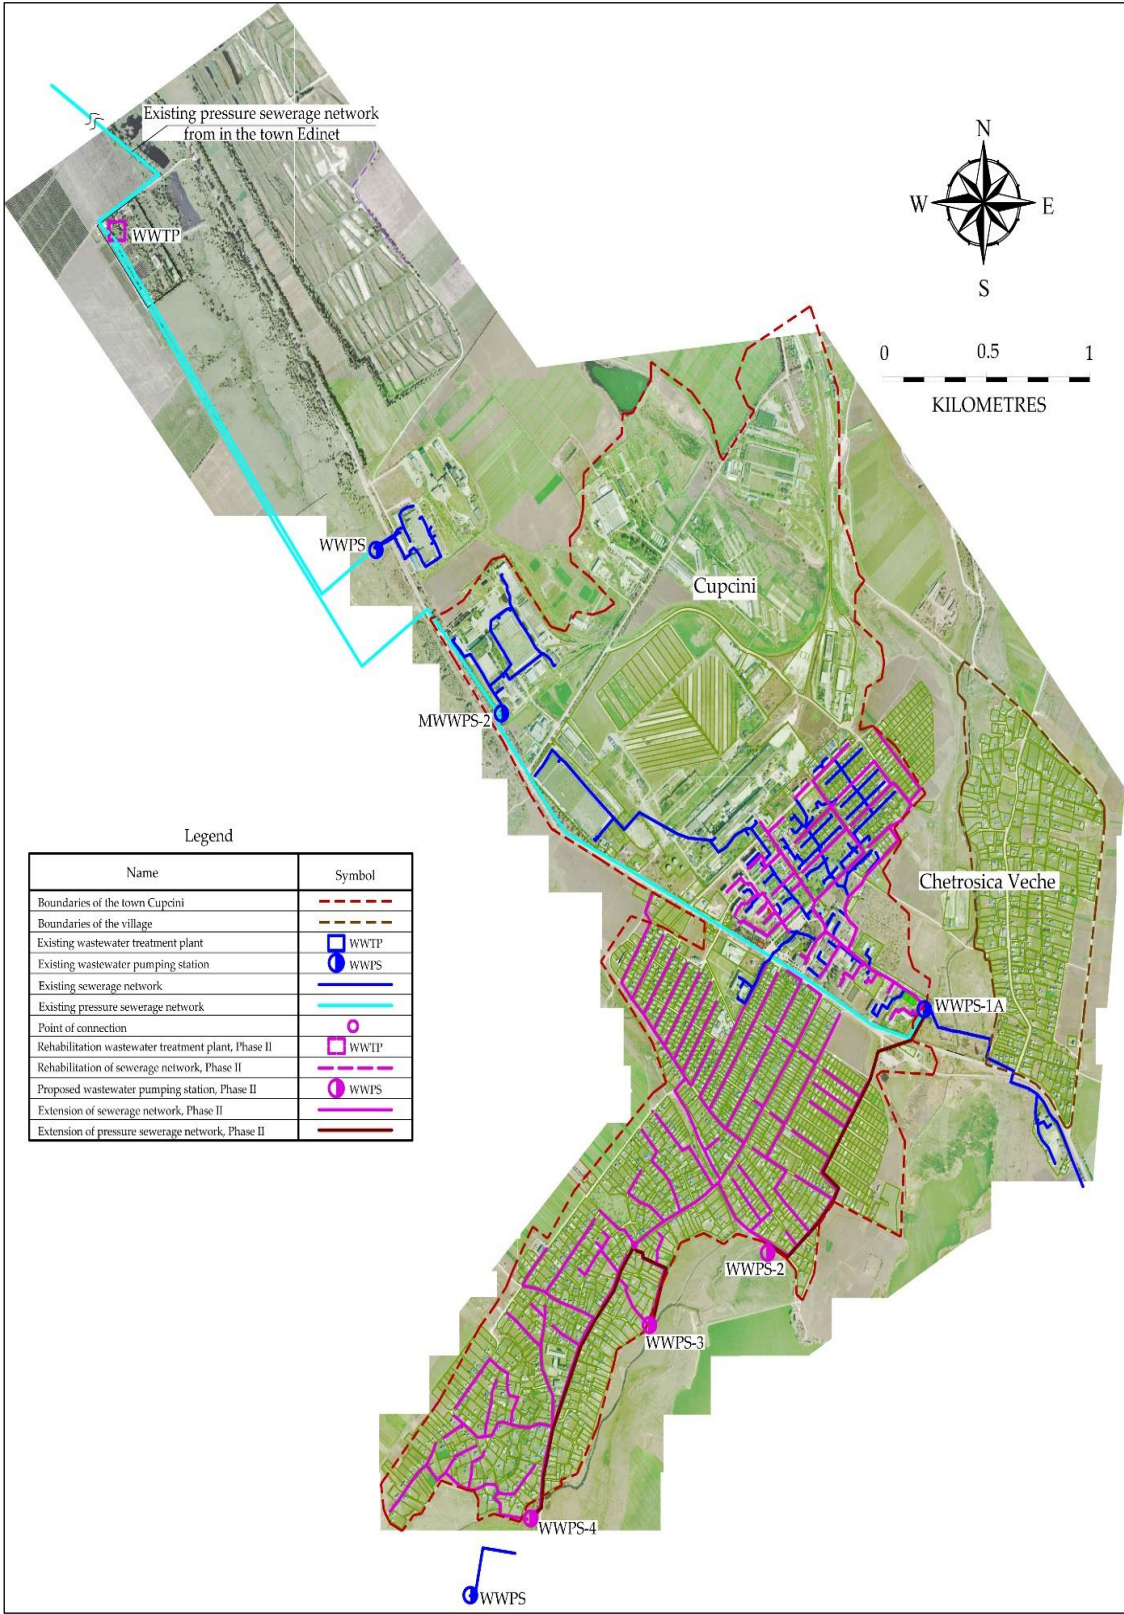 Existing pressure sewerage network
from in the town Edinet
N
W
E
S
WWTP
0
0.5
1
KILOMETRES
WWPS
Cupcini
MWWPS-2
Chetrosica Veche
WWPS-1A
Legend
Name
Symbol
Boundaries of the town Cupcini
Boundaries of the village
Existing wastewater treatment plant
WWTP
Existing wastewater pumping station
WWPS
Existing sewerage network
Existing pressure sewerage network
Point of connection
Rehabilitation wastewater treatment plant, Phase II
WWTP
Rehabilitation of sewerage network, Phase II
Proposed wastewater pumping station, Phase II
WWPS
Extension of sewerage network, Phase II
Extension of pressure sewerage network, Phase II
WWPS-2
WWPS-3
WWPS-4
WWPS